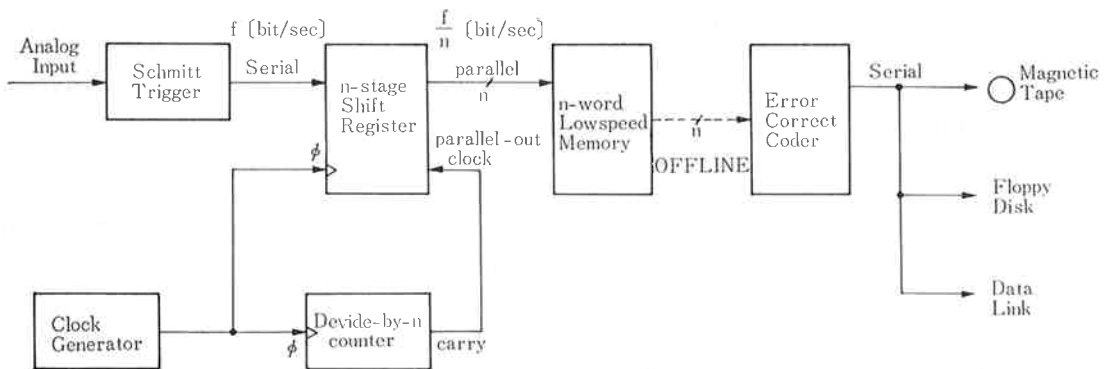 f [bit/sec]
f/n [bit/sec]
Analog
Input
Schmitt
Trigger
Serial
n-stage
Shift
Register
parallel
n
n-word
Lowspeed
Memory
n
OFFLINE
Error
Correct
Coder
Serial
Magnetic
Tape
ϕ
parallel-out
clock
Floppy
Disk
Clock
Generator
ϕ
Devide-by-n
counter
carry
Data
Link